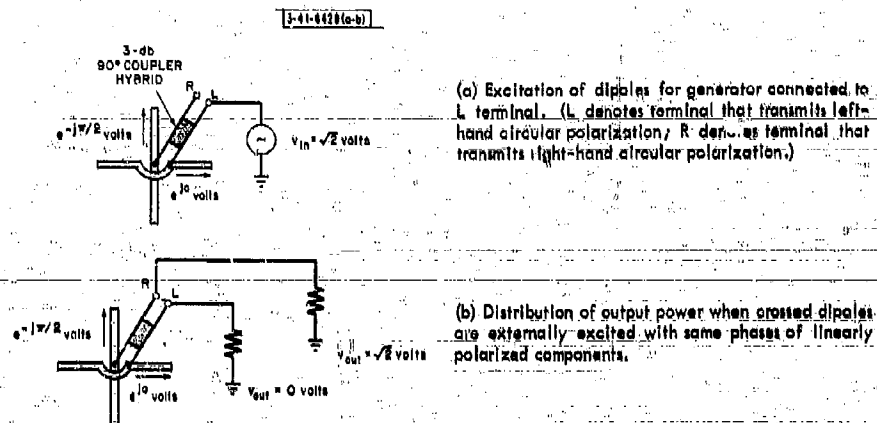 3-41-6428(a-b)
3-db
90° COUPLER
HYBRID
R
L
e^-jπ/2 volts
v_in = √2 volts
e^j0 volts
(a) Excitation of dipoles for generator connected to
L terminal. (L denotes terminal that transmits left-
hand circular polarization; R denotes terminal that
transmits right-hand circular polarization.)
R
L
e^-jπ/2 volts
v_out = √2 volts
e^j0 volts
v_out = 0 volts
(b) Distribution of output power when crossed dipoles
are externally excited with same phases of linearly
polarized components.